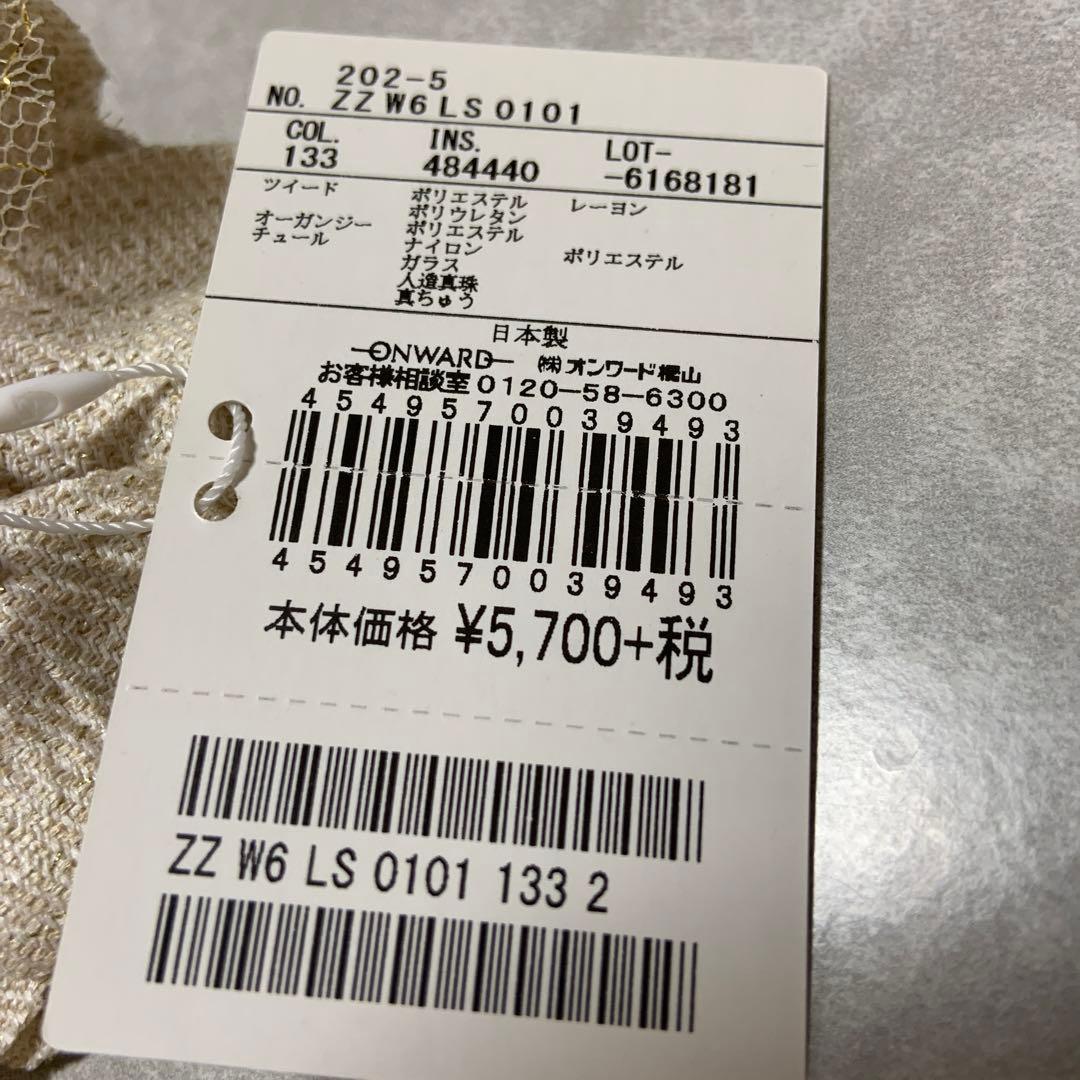 202-5
NO. ZZ W6 LS 0101
COL. INS. LOT-
133 484440 -6168181
ツイード ポリエステル レーヨン
ポリウレタン
オーガンジー ポリエステル
チュール ナイロン ポリエステル
ガラス
人造真珠
真ちゅう
日本製
ONWARD ㈱オンワード樫山
お客様相談室0120-58-6300
4549570039493
4549570039493
本体価格 ¥5,700+税
ZZ W6 LS 0101 133 2